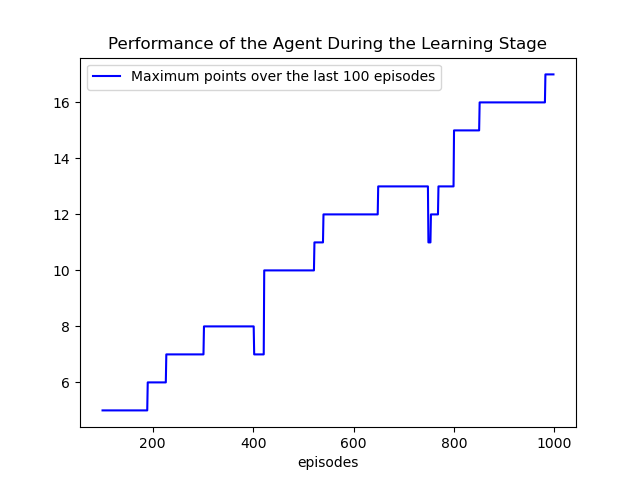 Performance of the Agent During the Learning Stage
Maximum points over the last 100 episodes
16
14
12
10
8
6
200 400 600 800 1000
episodes